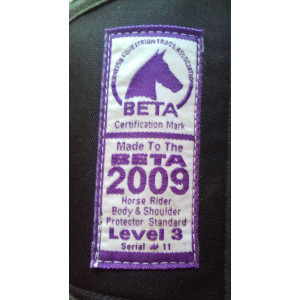 BRITISH EQUESTRIAN TRADE ASSOCIATION
BETA
Certification Mark
Made To The
BETA
2009
Horse Rider
Body & Shoulder
Protector Standard
Level 3
Serial # 11